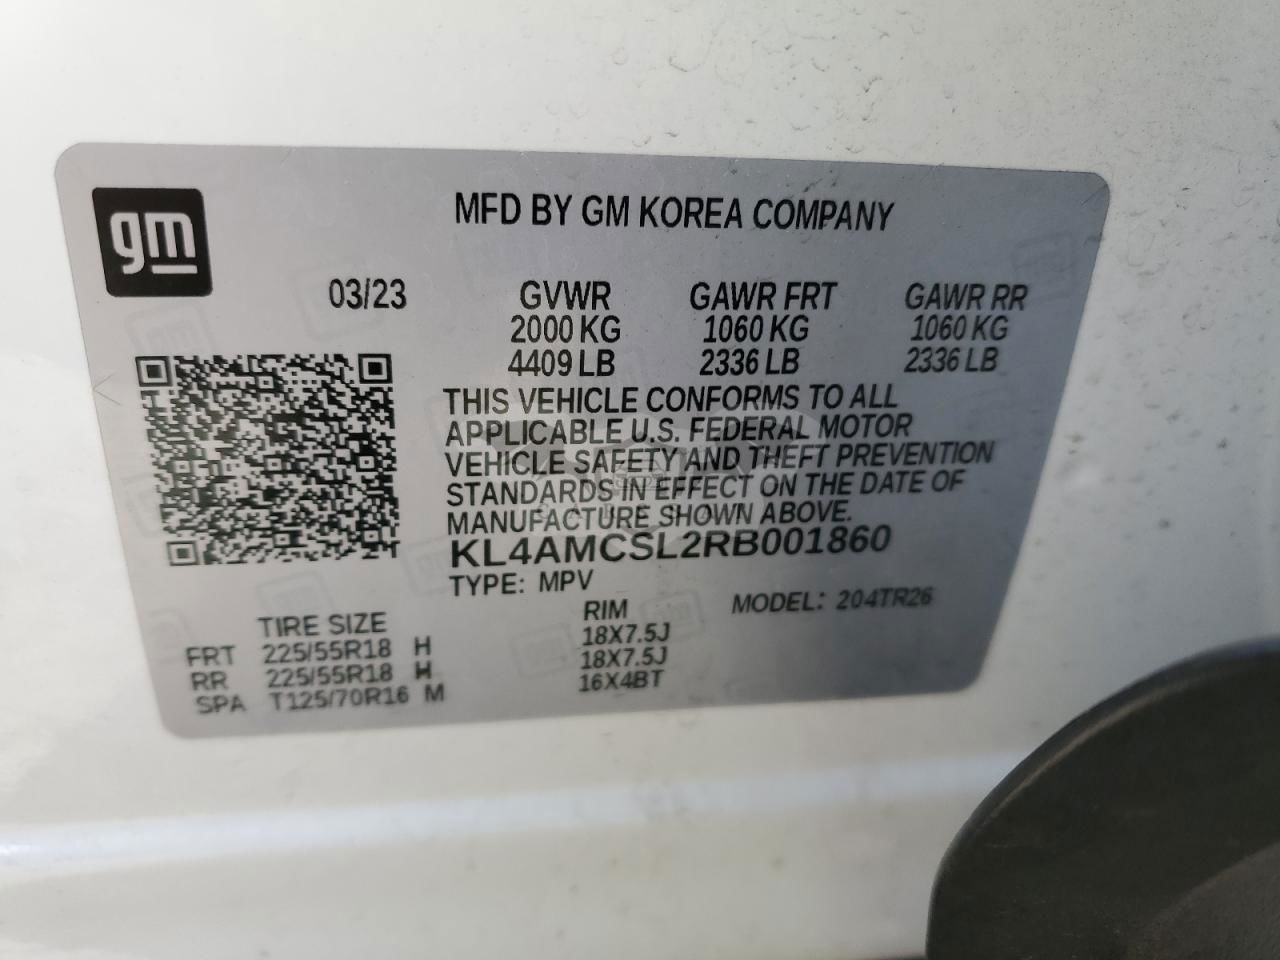 gm
MFD BY GM KOREA COMPANY
03/23 GVWR GAWR FRT GAWR RR
2000 KG 1060 KG 1060 KG
4409 LB 2336 LB 2336 LB
THIS VEHICLE CONFORMS TO ALL
APPLICABLE U.S. FEDERAL MOTOR
VEHICLE SAFETY AND THEFT PREVENTION
STANDARDS IN EFFECT ON THE DATE OF
MANUFACTURE SHOWN ABOVE.
KL4AMCSL2RB001860
TYPE: MPV
TIRE SIZE RIM MODEL: 204TR26
FRT 225/55R18 H 18X7.5J
RR 225/55R18 H 18X7.5J
SPA T125/70R16 M 16X4BT